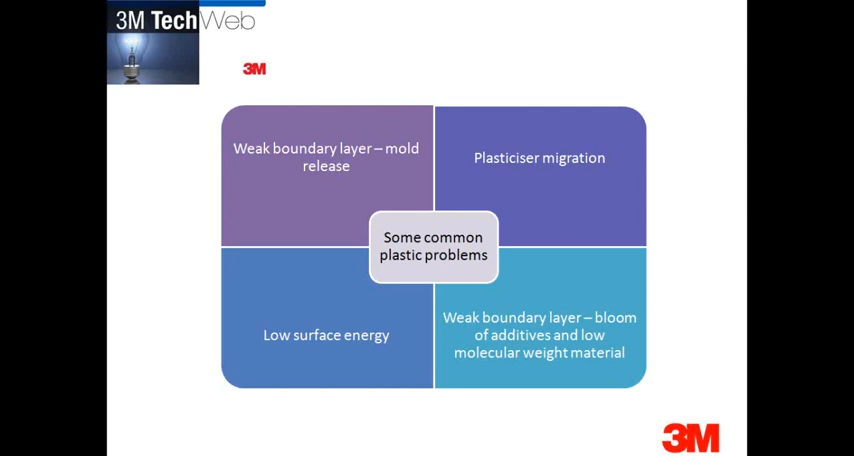 3M TechWeb
3M
Weak boundary layer – mold
release
Plasticiser migration
Some common
plastic problems
Low surface energy
Weak boundary layer – bloom
of additives and low
molecular weight material
3M